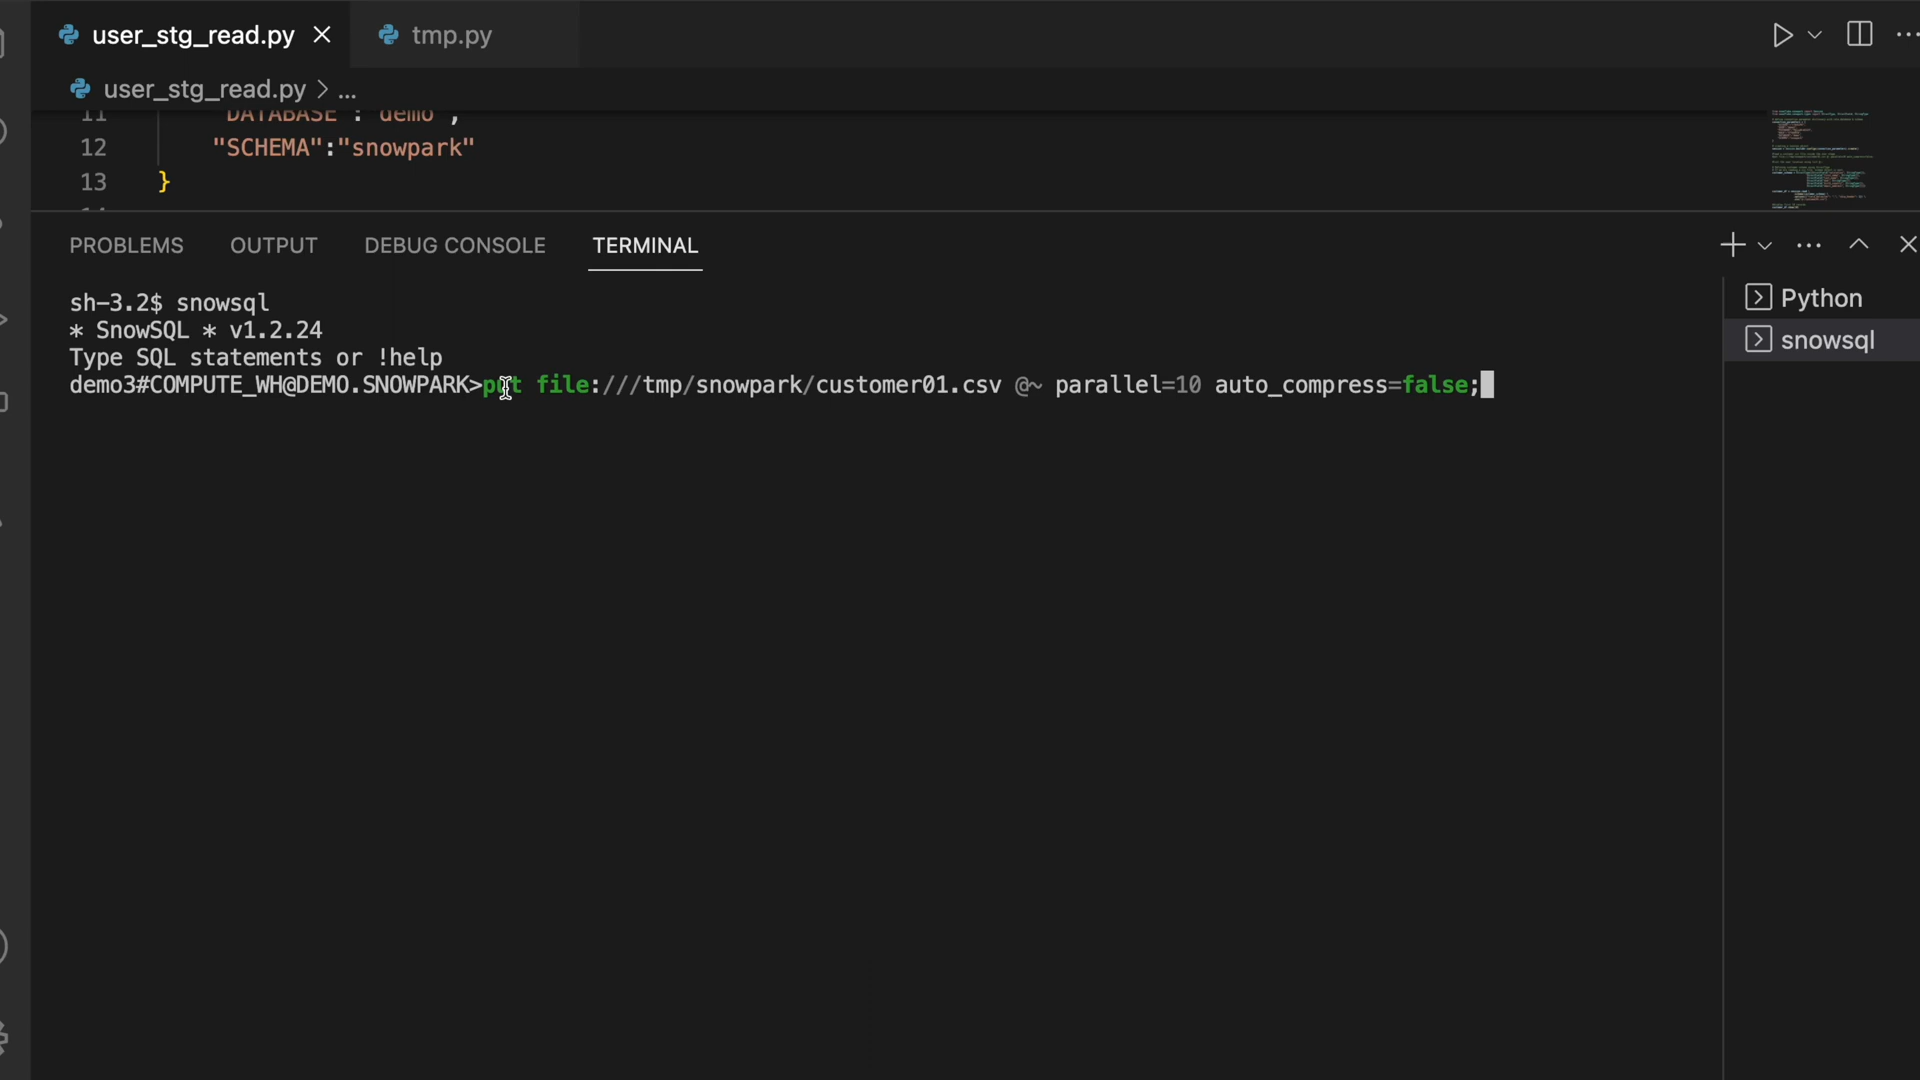 user_stg_read.py
tmp.py
user_stg_read.py > ...
11 "DATABASE":"demo",
12 "SCHEMA":"snowpark"
13 }
PROBLEMS OUTPUT DEBUG CONSOLE TERMINAL
sh-3.2$ snowsql
* SnowSQL * v1.2.24
Type SQL statements or !help
demo3#COMPUTE_WH@DEMO.SNOWPARK>put file:///tmp/snowpark/customer01.csv @~ parallel=10 auto_compress=false;
Python
snowsql